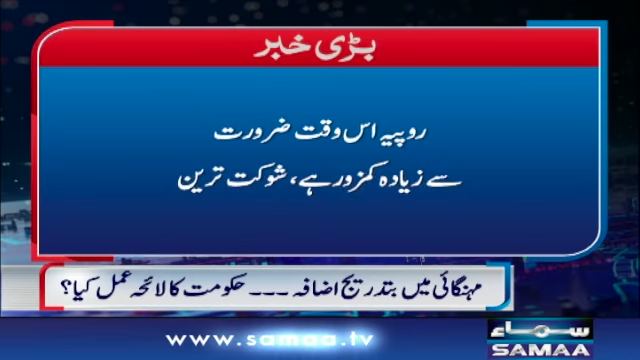 بڑی خبر
روپیہ اس وقت ضرورت
سے زیادہ کمزور ہے، شوکت ترین
مہنگائی میں بتدریج اضافہ ۔۔۔ حکومت کا لائحہ عمل کیا؟
www.samaa.tv
سماء
SAMAA